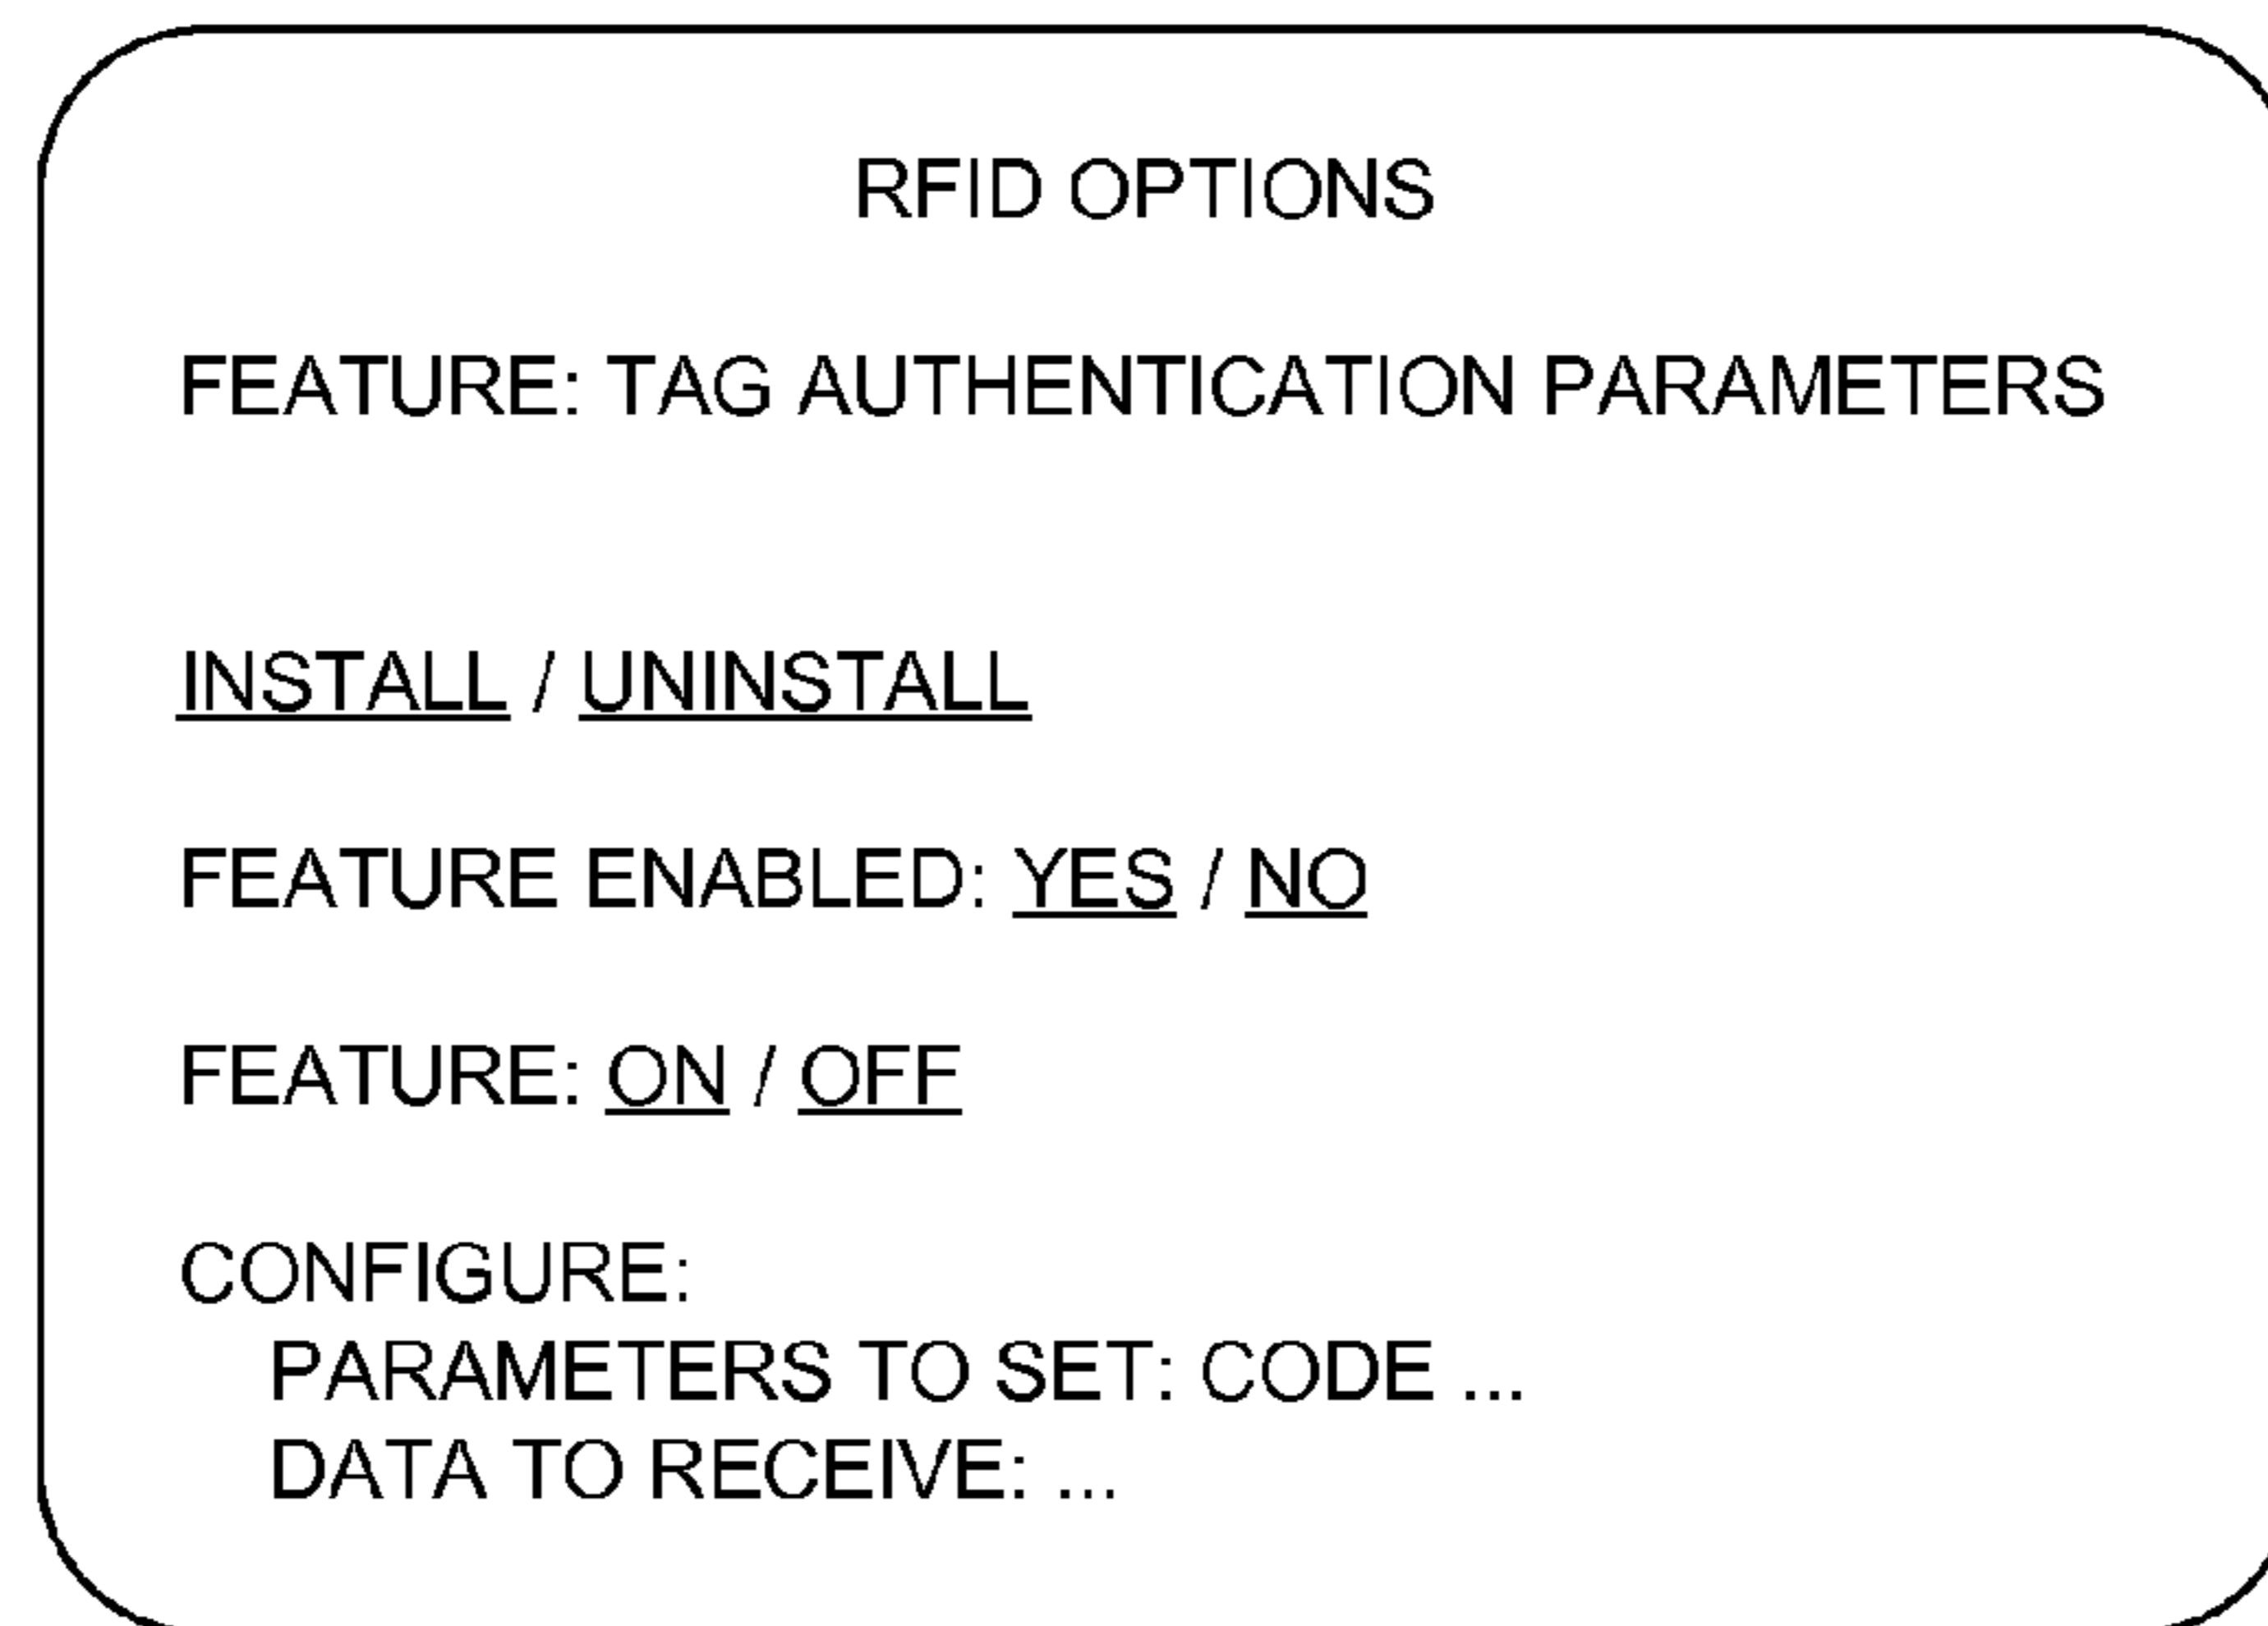 RFID OPTIONS
FEATURE: TAG AUTHENTICATION PARAMETERS
INSTALL / UNINSTALL
FEATURE ENABLED: YES / NO
FEATURE: ON / OFF
CONFIGURE:
PARAMETERS TO SET: CODE ...
DATA TO RECEIVE: ...